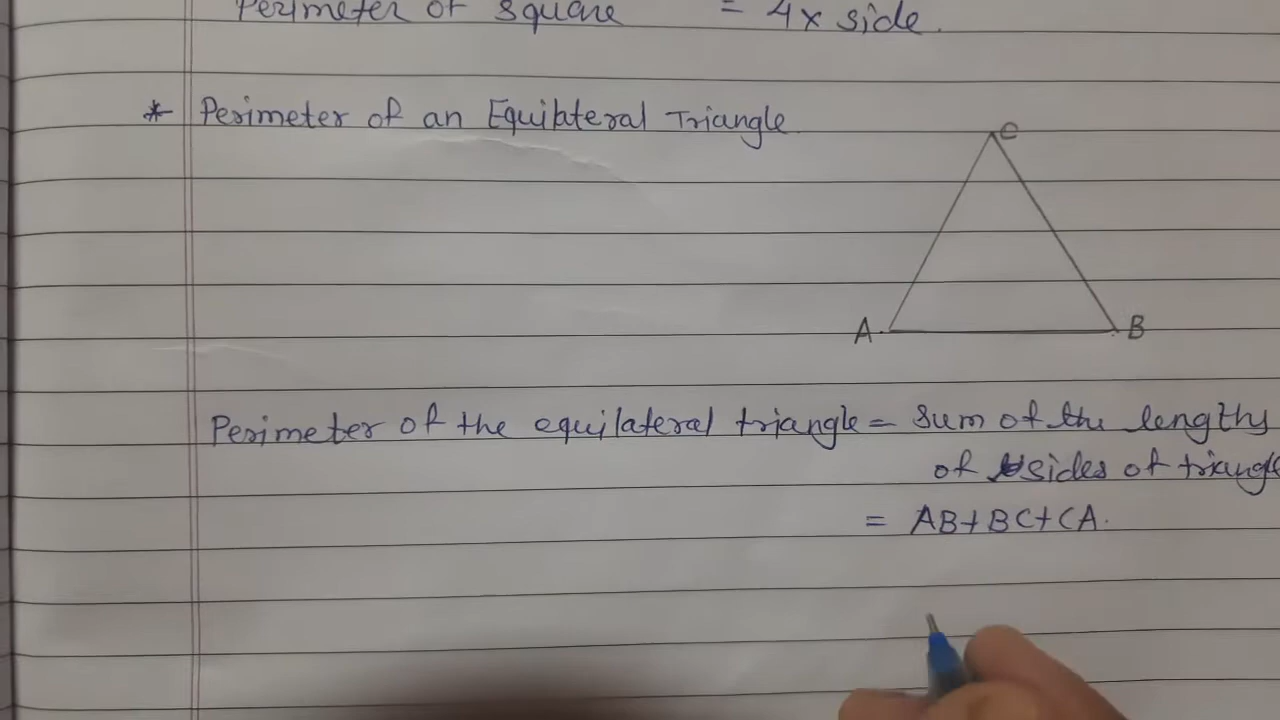 Perimeter of square = 4x side.
* Perimeter of an Equilateral Triangle
C
A
B
Perimeter of the equilateral triangle = Sum of the lengths
of sides of triangle
= AB+BC+CA.